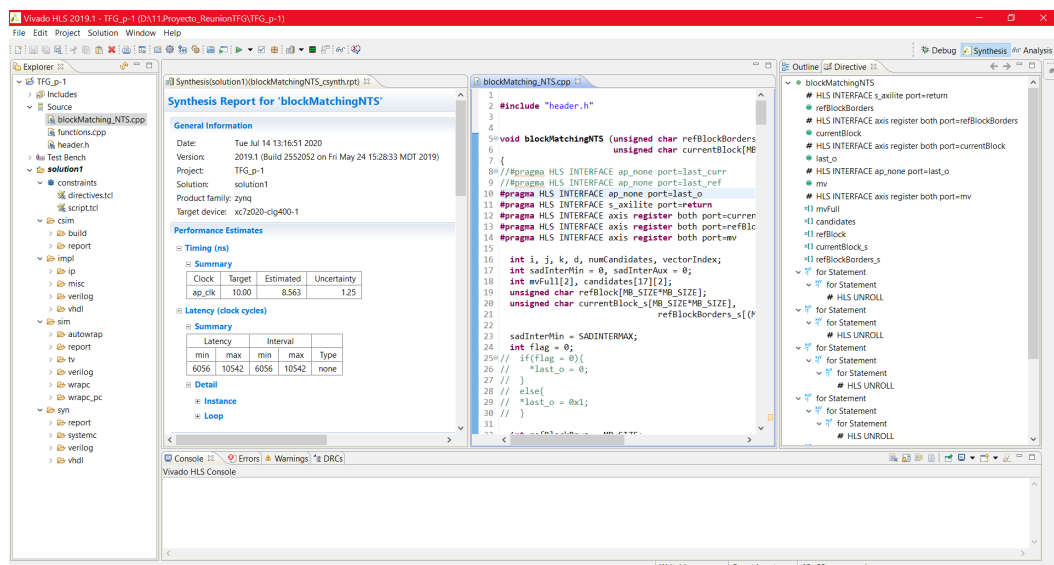 Vivado HLS 2019.1 - TFG_p-1 (D:\11.Proyecto_ReunionTFG\TFG_p-1)
File Edit Project Solution Window Help
Debug Synthesis Analysis
Explorer
TFG_p-1
Includes
Source
blockMatching_NTS.cpp
functions.cpp
header.h
Test Bench
solution1
constraints
directives.tcl
script.tcl
csim
build
report
impl
ip
misc
verilog
vhdl
sim
autowrap
report
tv
verilog
wrapc
wrapc_pc
syn
report
systemc
verilog
vhdl
Synthesis(solution1)(blockMatchingNTS_csynth.rpt)
Synthesis Report for 'blockMatchingNTS'
General Information
Date: Tue Jul 14 13:16:51 2020
Version: 2019.1 (Build 2552052 on Fri May 24 15:28:33 MDT 2019)
Project: TFG_p-1
Solution: solution1
Product family: zynq
Target device: xc7z020-clg400-1
Performance Estimates
Timing (ns)
Summary
Clock Target Estimated Uncertainty
ap_clk 10.00 8.563 1.25
Latency (clock cycles)
Summary
Latency Interval
min max min max Type
6056 10542 6056 10542 none
Detail
Instance
Loop
blockMatching_NTS.cpp
1
2 #include "header.h"
3
4
5 void blockMatchingNTS (unsigned char refBlockBorders
6 unsigned char currentBlock[MB
7 {
8 //#pragma HLS INTERFACE ap_none port=last_curr
9 //#pragma HLS INTERFACE ap_none port=last_ref
10 #pragma HLS INTERFACE ap_none port=last_o
11 #pragma HLS INTERFACE s_axilite port=return
12 #pragma HLS INTERFACE axis register both port=curren
13 #pragma HLS INTERFACE axis register both port=refBlo
14 #pragma HLS INTERFACE axis register both port=mv
15
16 int i, j, k, d, numCandidates, vectorIndex;
17 int sadInterMin = 0, sadInterAux = 0;
18 int mvFull[2], candidates[17][2];
19 unsigned char refBlock[MB_SIZE*MB_SIZE];
20 unsigned char currentBlock_s[MB_SIZE*MB_SIZE],
21 refBlockBorders_s[(M
22
23 sadInterMin = SADINTERMAX;
24 int flag = 0;
25 // if(flag = 0){
26 // *last_o = 0;
27 // }
28 // else{
29 // *last_o = 0x1;
30 // }
31
Outline Directive
blockMatchingNTS
# HLS INTERFACE s_axilite port=return
refBlockBorders
# HLS INTERFACE axis register both port=refBlockBorders
currentBlock
# HLS INTERFACE axis register both port=currentBlock
last_o
# HLS INTERFACE ap_none port=last_o
mv
# HLS INTERFACE axis register both port=mv
mvFull
candidates
refBlock
currentBlock_s
refBlockBorders_s
for Statement
for Statement
# HLS UNROLL
for Statement
for Statement
# HLS UNROLL
for Statement
for Statement
for Statement
# HLS UNROLL
for Statement
for Statement
for Statement
# HLS UNROLL
Console Errors Warnings DRCs
Vivado HLS Console